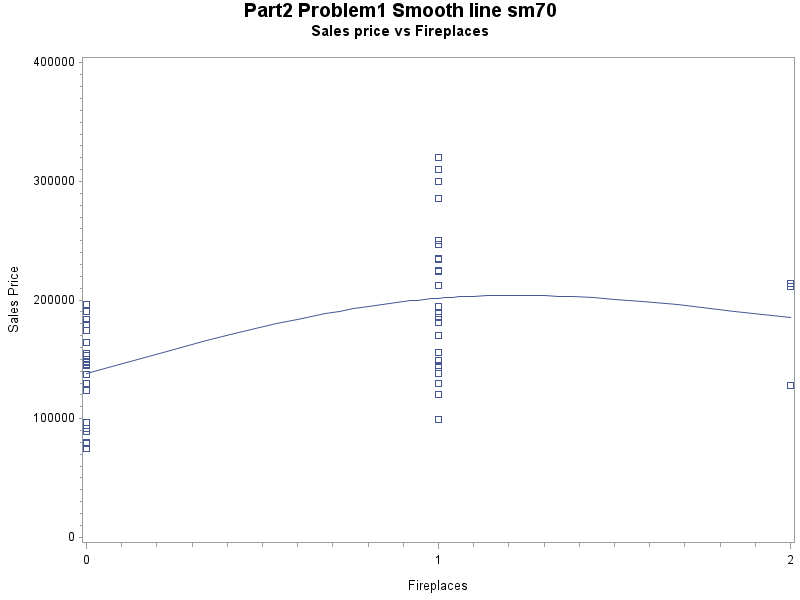 Part2 Problem1 Smooth line sm70
Sales price vs Fireplaces
400000
300000
200000
100000
0
Sales Price
0 1 2
Fireplaces